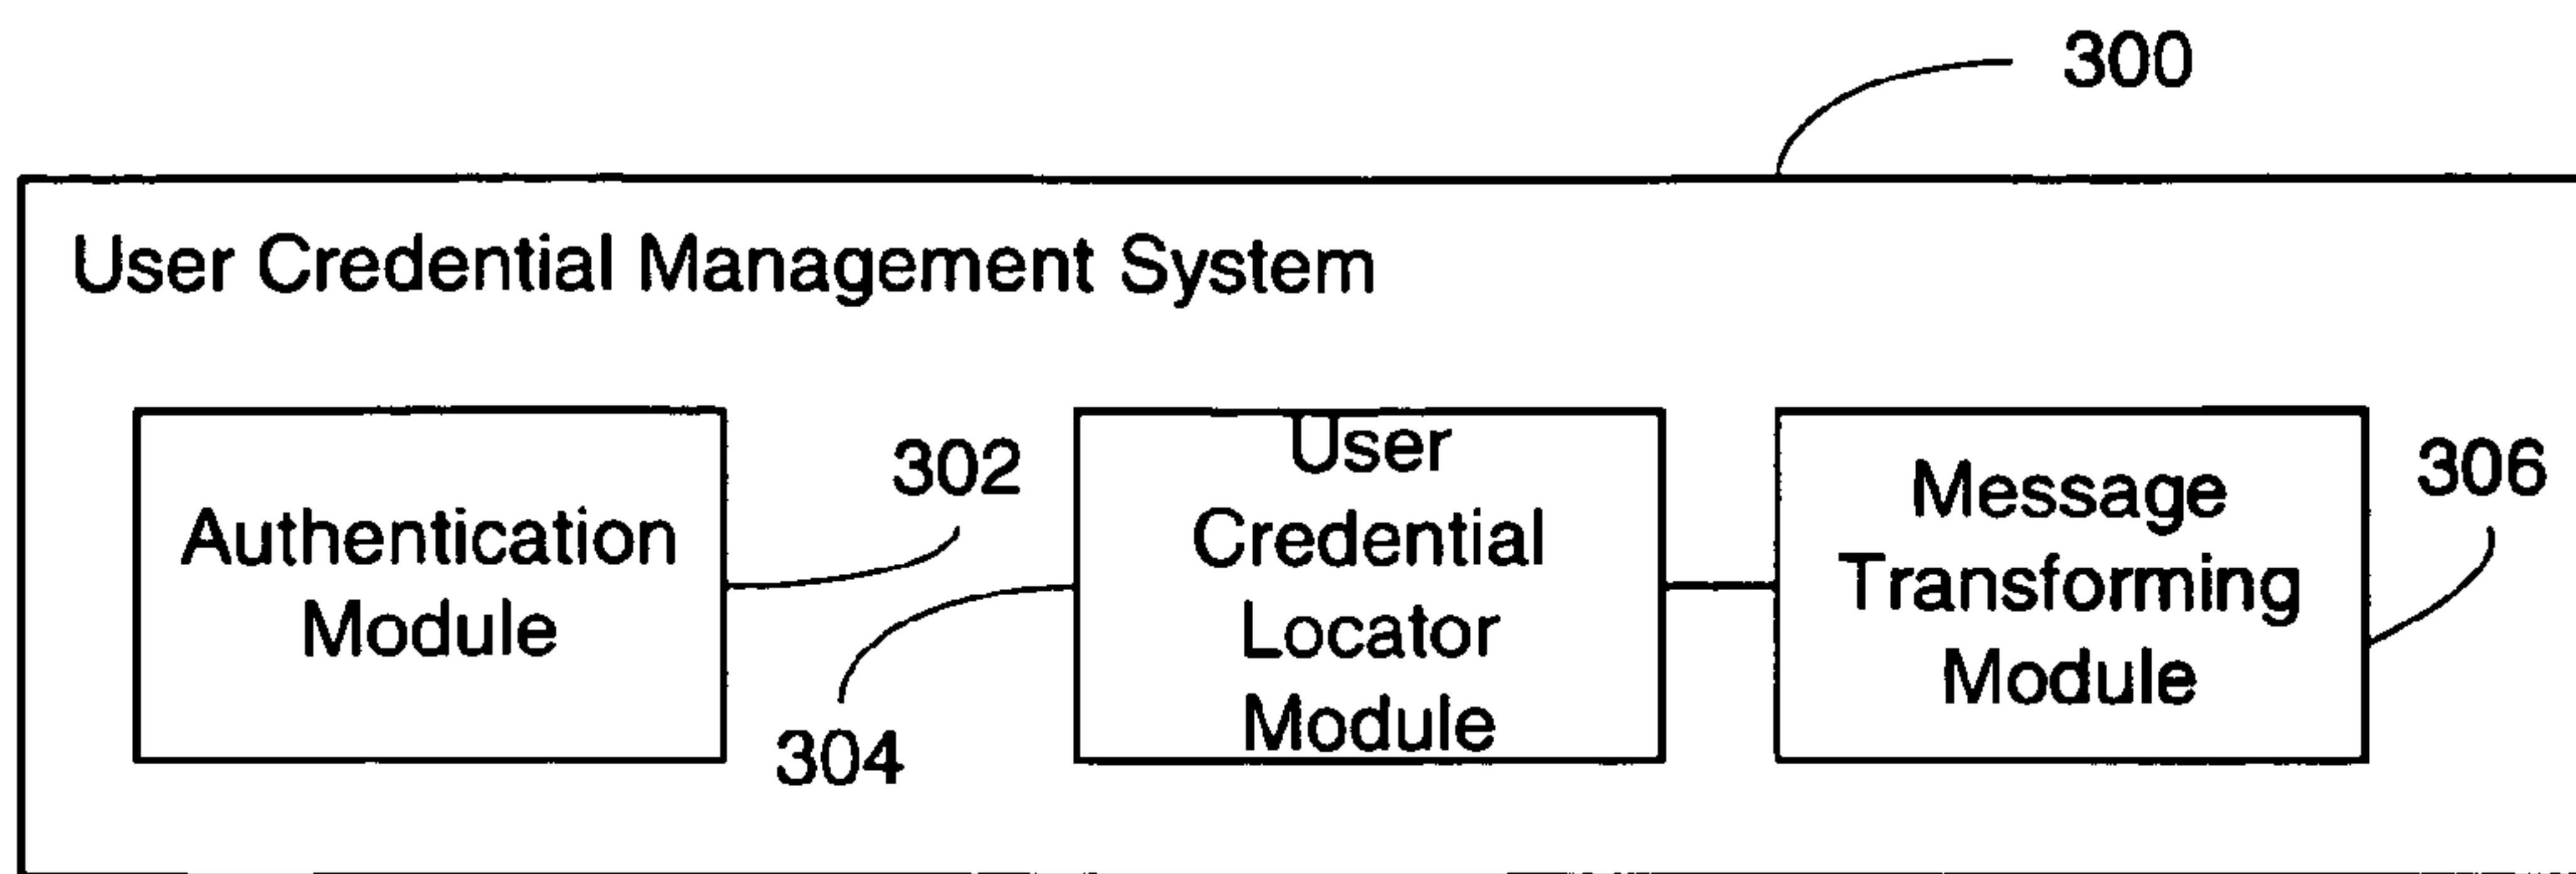 300
User Credential Management System
Authentication
Module
302
304
User
Credential
Locator
Module
Message
Transforming
Module
306